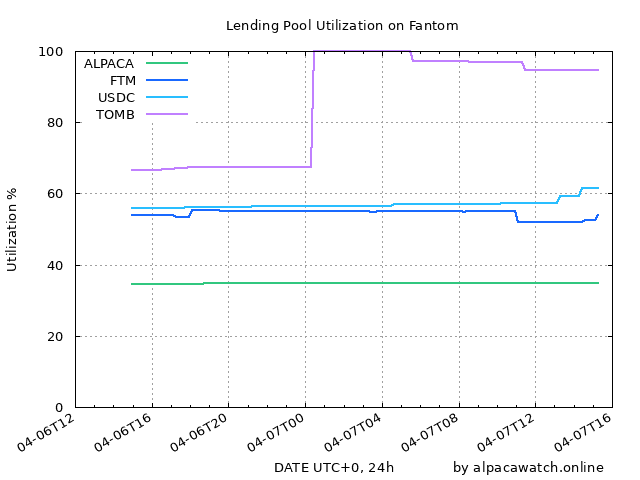 Lending Pool Utilization on Fantom
100
80
60
40
20
0
Utilization %
ALPACA
FTM
USDC
TOMB
04-06T12
04-06T16
04-06T20
04-07T00
04-07T04
04-07T08
04-07T12
04-07T16
DATE UTC+0, 24h
by alpacawatch.online